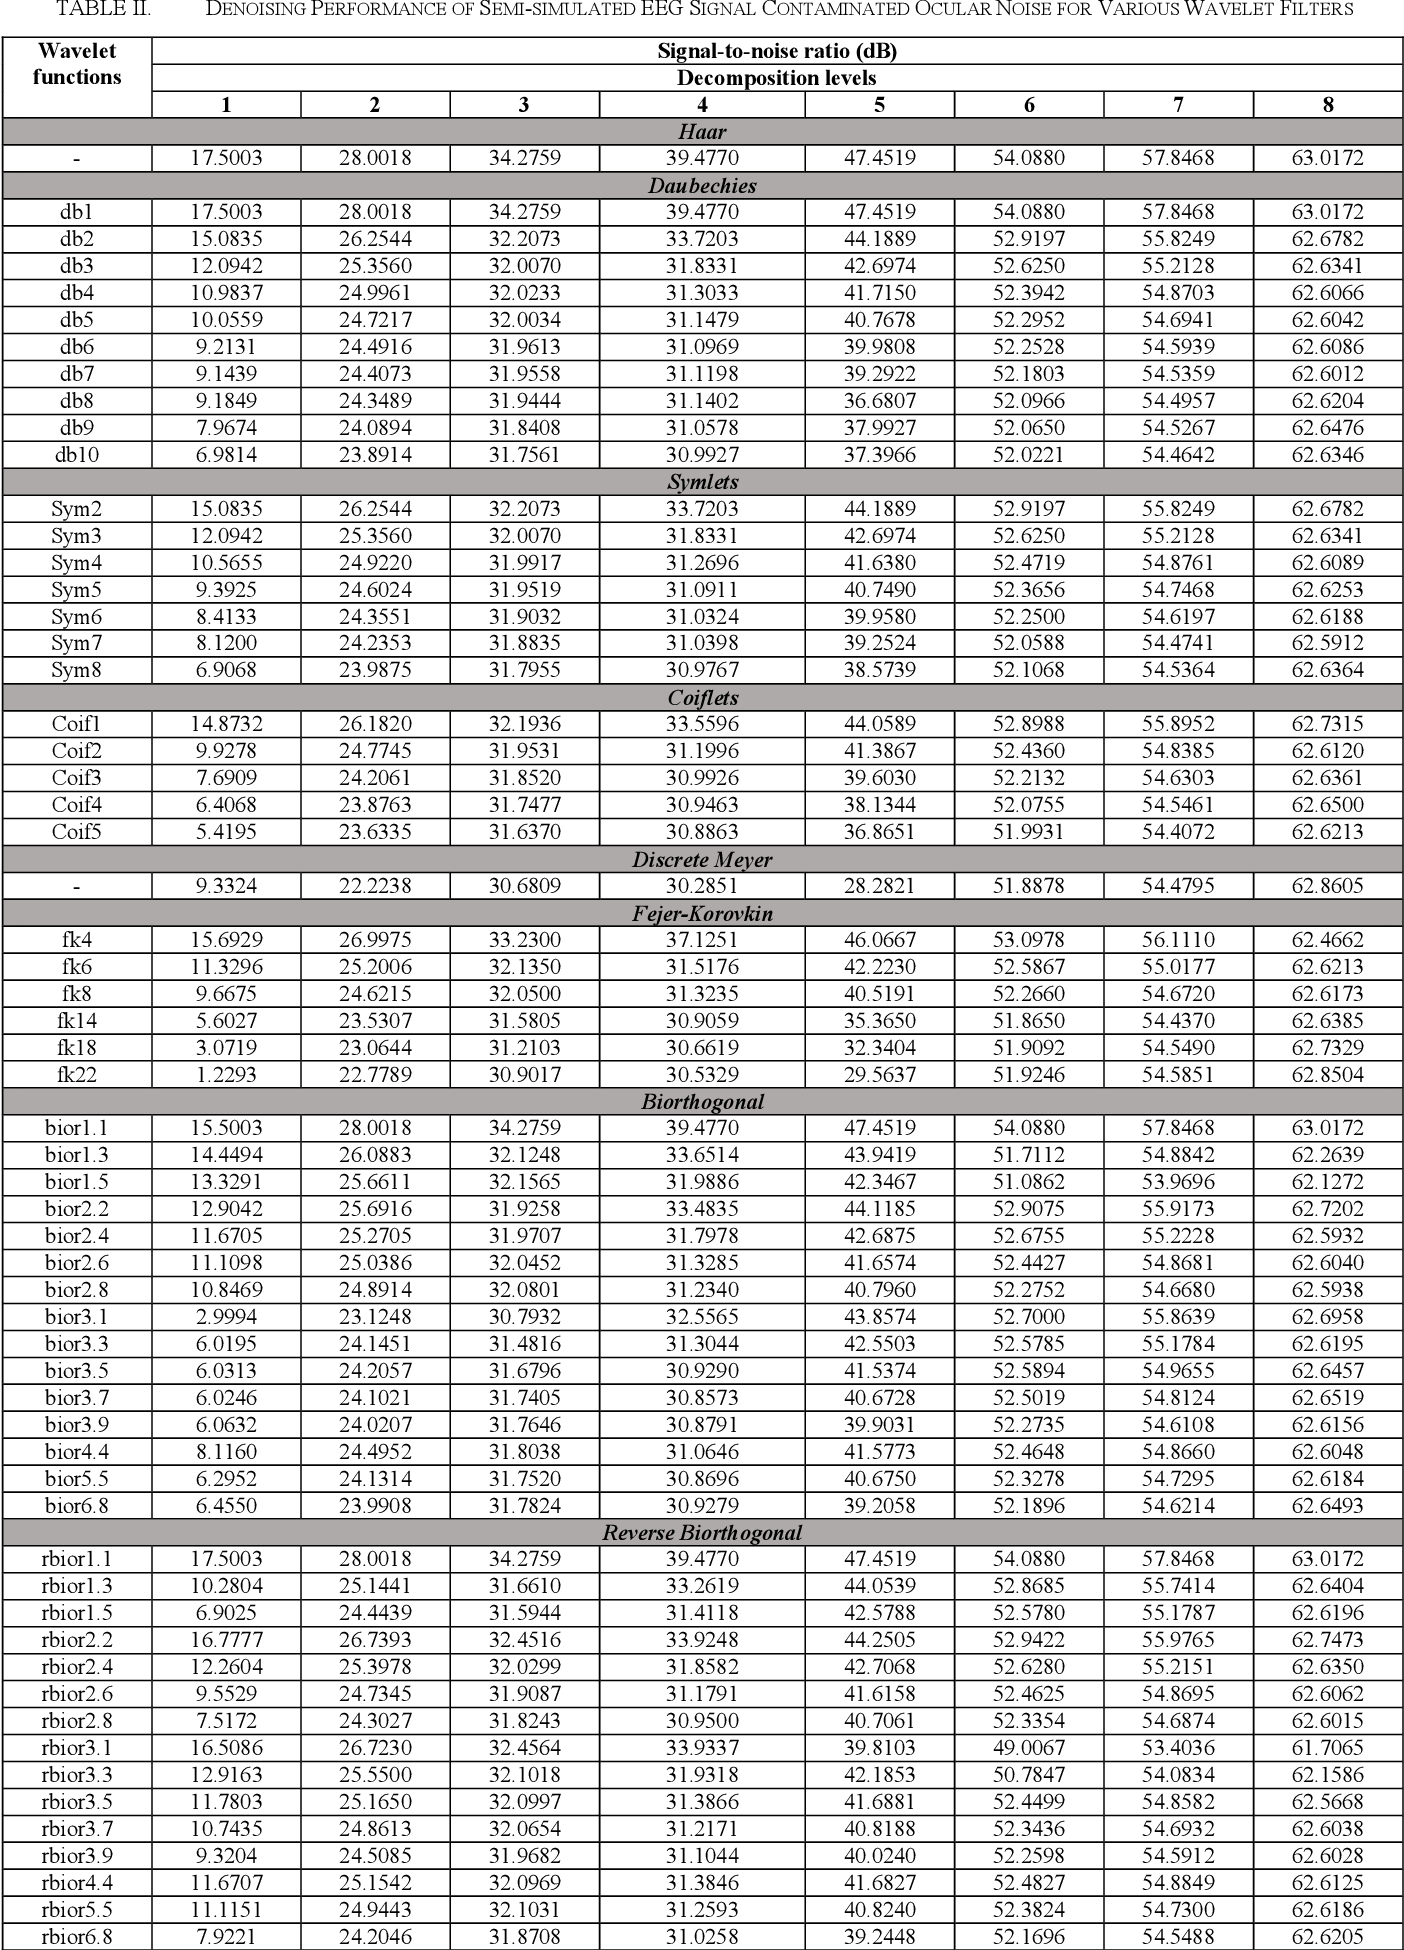 TABLE II. DENOISING PERFORMANCE OF SEMI-SIMULATED EEG SIGNAL CONTAMINATED OCULAR NOISE FOR VARIOUS WAVELET FILTERS
Wavelet functions Signal-to-noise ratio (dB)
Decomposition levels
1 2 3 4 5 6 7 8
Haar
- 17.5003 28.0018 34.2759 39.4770 47.4519 54.0880 57.8468 63.0172
Daubechies
db1 17.5003 28.0018 34.2759 39.4770 47.4519 54.0880 57.8468 63.0172
db2 15.0835 26.2544 32.2073 33.7203 44.1889 52.9197 55.8249 62.6782
db3 12.0942 25.3560 32.0070 31.8331 42.6974 52.6250 55.2128 62.6341
db4 10.9837 24.9961 32.0233 31.3033 41.7150 52.3942 54.8703 62.6066
db5 10.0559 24.7217 32.0034 31.1479 40.7678 52.2952 54.6941 62.6042
db6 9.2131 24.4916 31.9613 31.0969 39.9808 52.2528 54.5939 62.6086
db7 9.1439 24.4073 31.9558 31.1198 39.2922 52.1803 54.5359 62.6012
db8 9.1849 24.3489 31.9444 31.1402 36.6807 52.0966 54.4957 62.6204
db9 7.9674 24.0894 31.8408 31.0578 37.9927 52.0650 54.5267 62.6476
db10 6.9814 23.8914 31.7561 30.9927 37.3966 52.0221 54.4642 62.6346
Symlets
Sym2 15.0835 26.2544 32.2073 33.7203 44.1889 52.9197 55.8249 62.6782
Sym3 12.0942 25.3560 32.0070 31.8331 42.6974 52.6250 55.2128 62.6341
Sym4 10.5655 24.9220 31.9917 31.2696 41.6380 52.4719 54.8761 62.6089
Sym5 9.3925 24.6024 31.9519 31.0911 40.7490 52.3656 54.7468 62.6253
Sym6 8.4133 24.3551 31.9032 31.0324 39.9580 52.2500 54.6197 62.6188
Sym7 8.1200 24.2353 31.8835 31.0398 39.2524 52.0588 54.4741 62.5912
Sym8 6.9068 23.9875 31.7955 30.9767 38.5739 52.1068 54.5364 62.6364
Coiflets
Coif1 14.8732 26.1820 32.1936 33.5596 44.0589 52.8988 55.8952 62.7315
Coif2 9.9278 24.7745 31.9531 31.1996 41.3867 52.4360 54.8385 62.6120
Coif3 7.6909 24.2061 31.8520 30.9926 39.6030 52.2132 54.6303 62.6361
Coif4 6.4068 23.8763 31.7477 30.9463 38.1344 52.0755 54.5461 62.6500
Coif5 5.4195 23.6335 31.6370 30.8863 36.8651 51.9931 54.4072 62.6213
Discrete Meyer
- 9.3324 22.2238 30.6809 30.2851 28.2821 51.8878 54.4795 62.8605
Fejer-Korovkin
fk4 15.6929 26.9975 33.2300 37.1251 46.0667 53.0978 56.1110 62.4662
fk6 11.3296 25.2006 32.1350 31.5176 42.2230 52.5867 55.0177 62.6213
fk8 9.6675 24.6215 32.0500 31.3235 40.5191 52.2660 54.6720 62.6173
fk14 5.6027 23.5307 31.5805 30.9059 35.3650 51.8650 54.4370 62.6385
fk18 3.0719 23.0644 31.2103 30.6619 32.3404 51.9092 54.5490 62.7329
fk22 1.2293 22.7789 30.9017 30.5329 29.5637 51.9246 54.5851 62.8504
Biorthogonal
bior1.1 15.5003 28.0018 34.2759 39.4770 47.4519 54.0880 57.8468 63.0172
bior1.3 14.4494 26.0883 32.1248 33.6514 43.9419 51.7112 54.8842 62.2639
bior1.5 13.3291 25.6611 32.1565 31.9886 42.3467 51.0862 53.9696 62.1272
bior2.2 12.9042 25.6916 31.9258 33.4835 44.1185 52.9075 55.9173 62.7202
bior2.4 11.6705 25.2705 31.9707 31.7978 42.6875 52.6755 55.2228 62.5932
bior2.6 11.1098 25.0386 32.0452 31.3285 41.6574 52.4427 54.8681 62.6040
bior2.8 10.8469 24.8914 32.0801 31.2340 40.7960 52.2752 54.6680 62.5938
bior3.1 2.9994 23.1248 30.7932 32.5565 43.8574 52.7000 55.8639 62.6958
bior3.3 6.0195 24.1451 31.4816 31.3044 42.5503 52.5785 55.1784 62.6195
bior3.5 6.0313 24.2057 31.6796 30.9290 41.5374 52.5894 54.9655 62.6457
bior3.7 6.0246 24.1021 31.7405 30.8573 40.6728 52.5019 54.8124 62.6519
bior3.9 6.0632 24.0207 31.7646 30.8791 39.9031 52.2735 54.6108 62.6156
bior4.4 8.1160 24.4952 31.8038 31.0646 41.5773 52.4648 54.8660 62.6048
bior5.5 6.2952 24.1314 31.7520 30.8696 40.6750 52.3278 54.7295 62.6184
bior6.8 6.4550 23.9908 31.7824 30.9279 39.2058 52.1896 54.6214 62.6493
Reverse Biorthogonal
rbior1.1 17.5003 28.0018 34.2759 39.4770 47.4519 54.0880 57.8468 63.0172
rbior1.3 10.2804 25.1441 31.6610 33.2619 44.0539 52.8685 55.7414 62.6404
rbior1.5 6.9025 24.4439 31.5944 31.4118 42.5788 52.5780 55.1787 62.6196
rbior2.2 16.7777 26.7393 32.4516 33.9248 44.2505 52.9422 55.9765 62.7473
rbior2.4 12.2604 25.3978 32.0299 31.8582 42.7068 52.6280 55.2151 62.6350
rbior2.6 9.5529 24.7345 31.9087 31.1791 41.6158 52.4625 54.8695 62.6062
rbior2.8 7.5172 24.3027 31.8243 30.9500 40.7061 52.3354 54.6874 62.6015
rbior3.1 16.5086 26.7230 32.4564 33.9337 39.8103 49.0067 53.4036 61.7065
rbior3.3 12.9163 25.5500 32.1018 31.9318 42.1853 50.7847 54.0834 62.1586
rbior3.5 11.7803 25.1650 32.0997 31.3866 41.6881 52.4499 54.8582 62.5668
rbior3.7 10.7435 24.8613 32.0654 31.2171 40.8188 52.3436 54.6932 62.6038
rbior3.9 9.3204 24.5085 31.9682 31.1044 40.0240 52.2598 54.5912 62.6028
rbior4.4 11.6707 25.1542 32.0969 31.3846 41.6827 52.4827 54.8849 62.6125
rbior5.5 11.1151 24.9443 32.1031 31.2593 40.8240 52.3824 54.7300 62.6186
rbior6.8 7.9221 24.2046 31.8708 31.0258 39.2448 52.1696 54.5488 62.6205